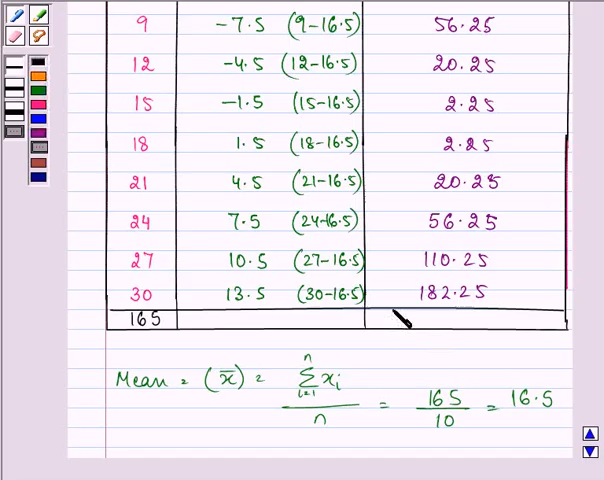 9 -7.5 (9-16.5) 56.25
12 -4.5 (12-16.5) 20.25
15 -1.5 (15-16.5) 2.25
18 1.5 (18-16.5) 2.25
21 4.5 (21-16.5) 20.25
24 7.5 (24-16.5) 56.25
27 10.5 (27-16.5) 110.25
30 13.5 (30-16.5) 182.25
165
Mean = (x̄) = n Σ i=1 xi / n = 165 / 10 = 16.5